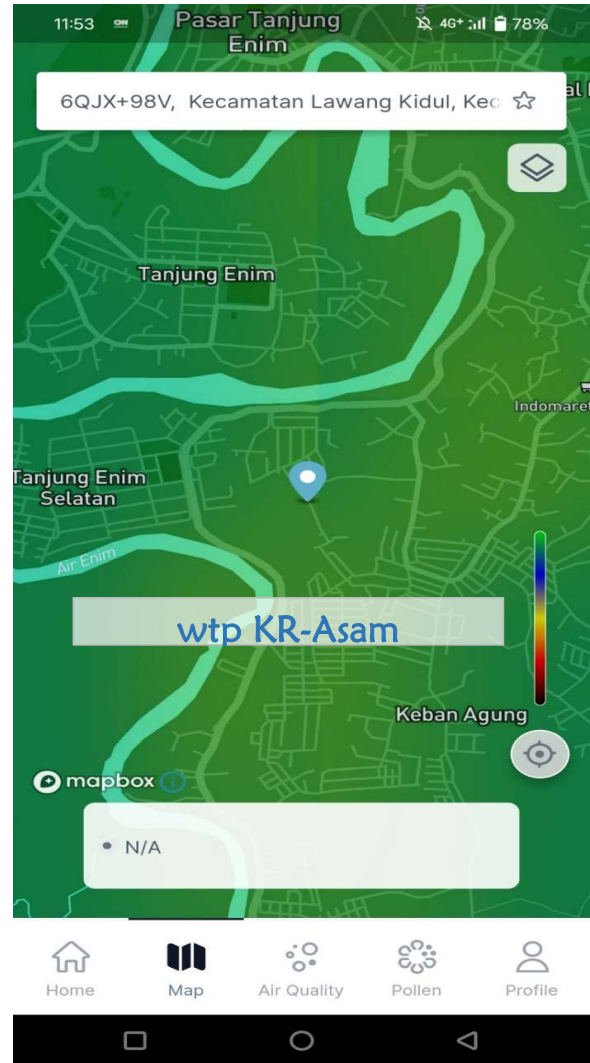 11:53
CNN
4G+
78%
Pasar Tanjung
Enim
6QJX+98V, Kecamatan Lawang Kidul, Kec
al
Tanjung Enim
Indomaret
Tanjung Enim
Selatan
Air Enim
wtp KR-Asam
Keban Agung
mapbox
N/A
Home
Map
Air Quality
Pollen
Profile